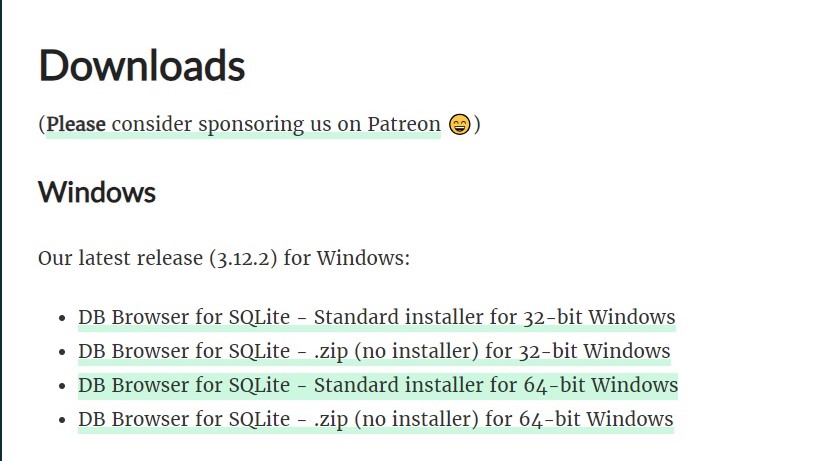 Downloads
(Please consider sponsoring us on Patreon 😄)
Windows
Our latest release (3.12.2) for Windows:
• DB Browser for SQLite - Standard installer for 32-bit Windows
• DB Browser for SQLite - .zip (no installer) for 32-bit Windows
• DB Browser for SQLite - Standard installer for 64-bit Windows
• DB Browser for SQLite - .zip (no installer) for 64-bit Windows